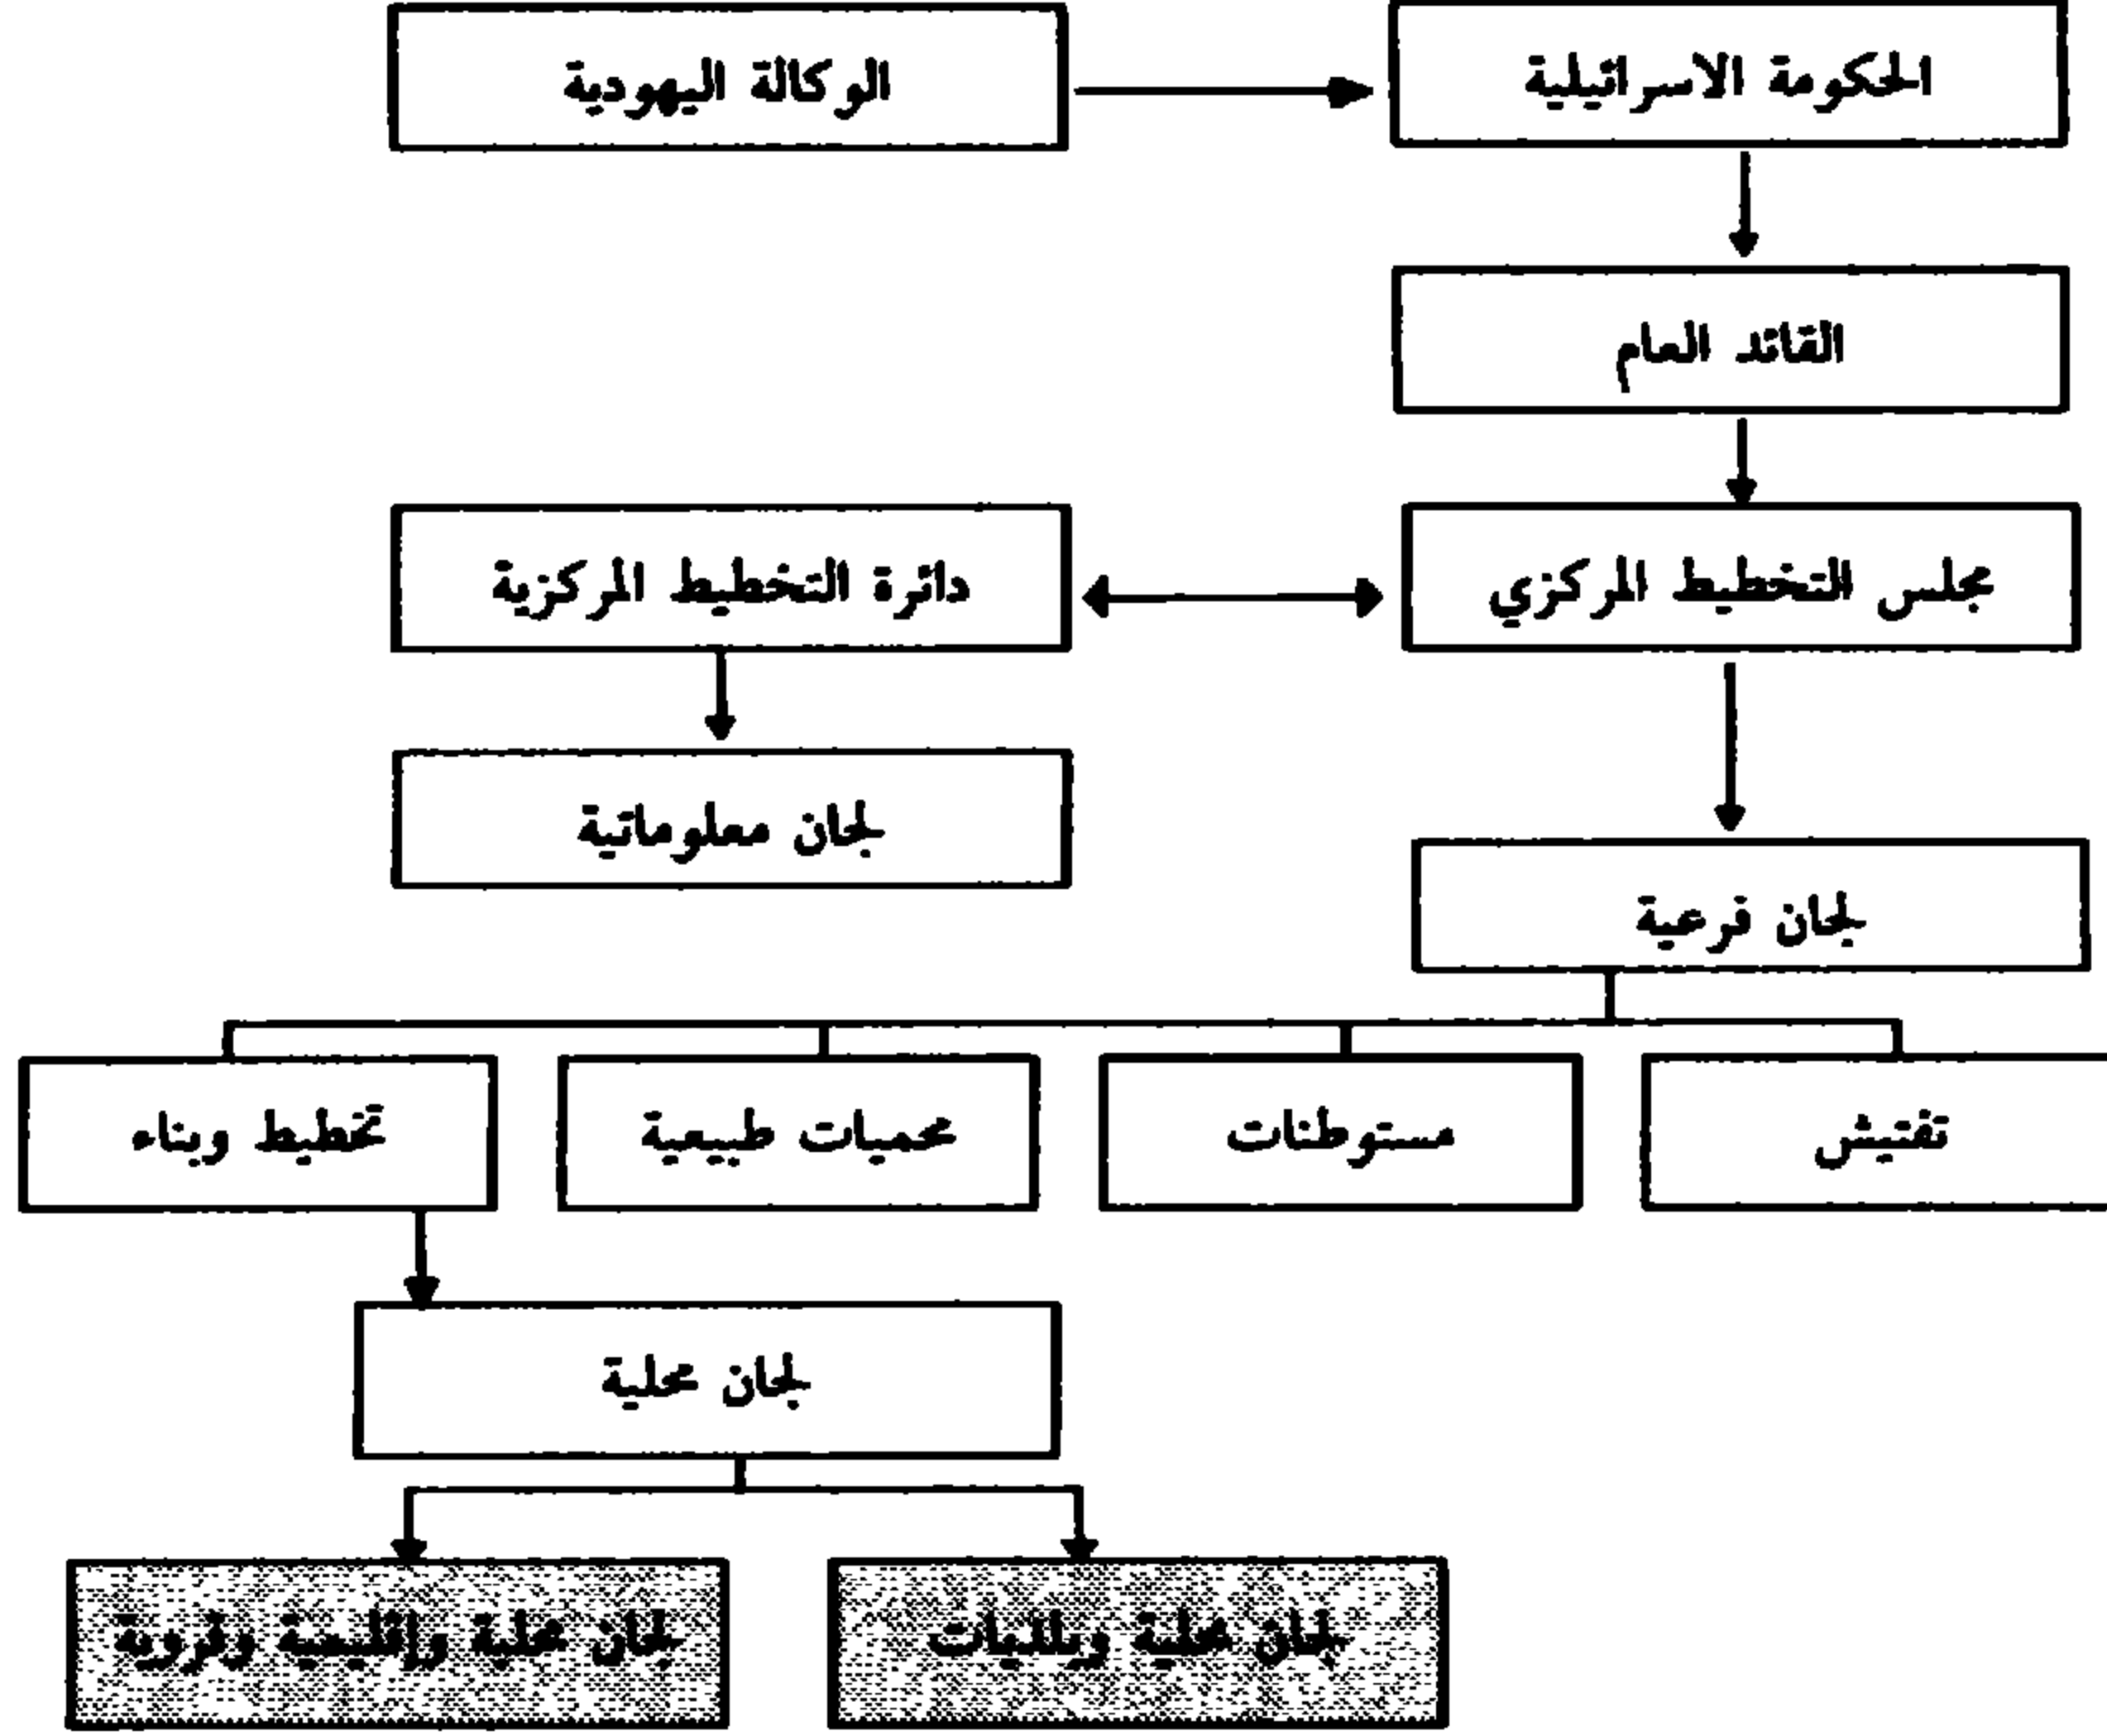 الحكومة الاسرائيلية
الوكالة اليهودية
القائد العام
مجلس التخطيط المركزي
دائرة التخطيط المركزية
لجان معلوماتية
لجان فرعية
تفتيش
مستوطنات
محميات طبيعية
تخطيط وبناء
لجان محلية
لجان محلية وبلديات
لجان محلية واقليمية وقروية